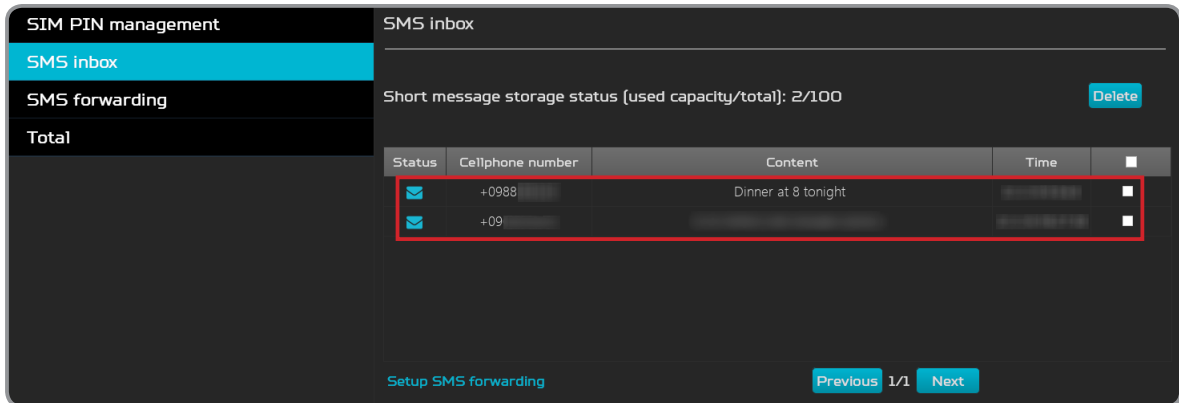 SIM PIN management
SMS inbox
SMS forwarding
Total
SMS inbox
Short message storage status (used capacity/total): 2/100
Delete
Status Cellphone number Content Time
+0988 Dinner at 8 tonight
+09
Setup SMS forwarding
Previous 1/1 Next